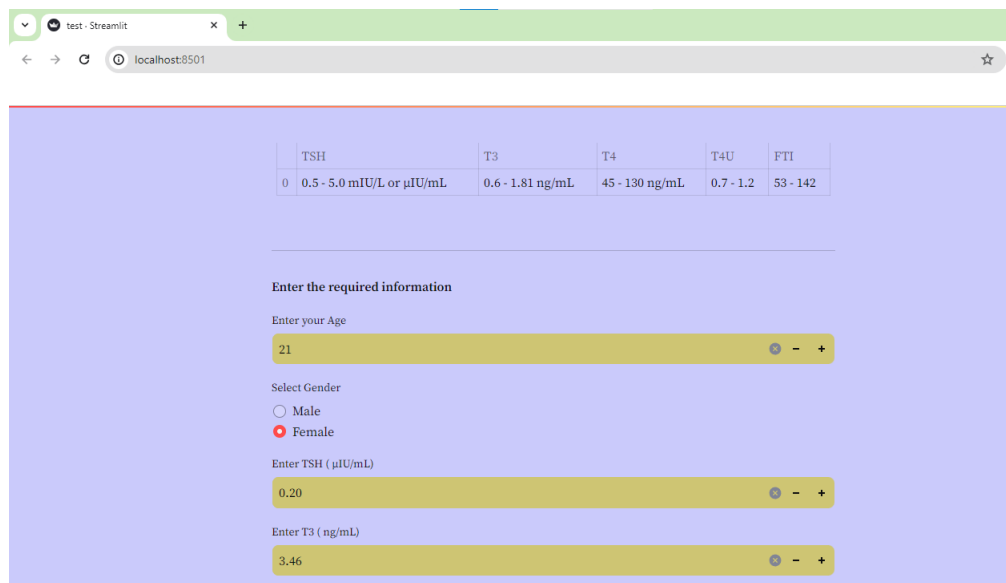 test · Streamlit
localhost:8501
TSH T3 T4 T4U FTI
0 0.5 - 5.0 mIU/L or μIU/mL 0.6 - 1.81 ng/mL 45 - 130 ng/mL 0.7 - 1.2 53 - 142
Enter the required information
Enter your Age
21
Select Gender
Male
Female
Enter TSH ( μIU/mL)
0.20
Enter T3 ( ng/mL)
3.46